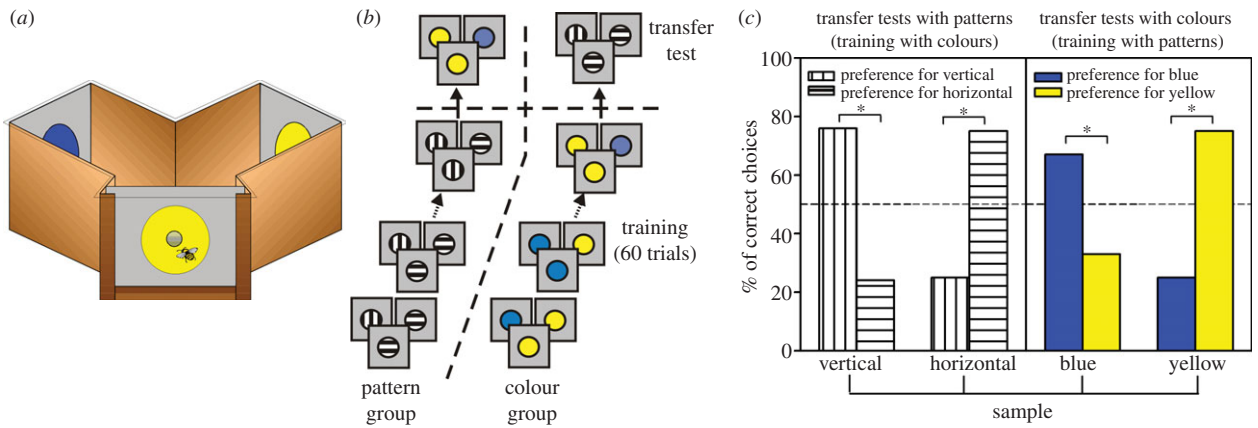 (a)
(b)
transfer
test
training
(60 trials)
pattern
group
colour
group
(c)
transfer tests with patterns
(training with colours)
transfer tests with colours
(training with patterns)
% of correct choices
100
80
60
40
20
0
preference for vertical
preference for horizontal
*
*
preference for blue
preference for yellow
*
*
vertical
horizontal
blue
yellow
sample